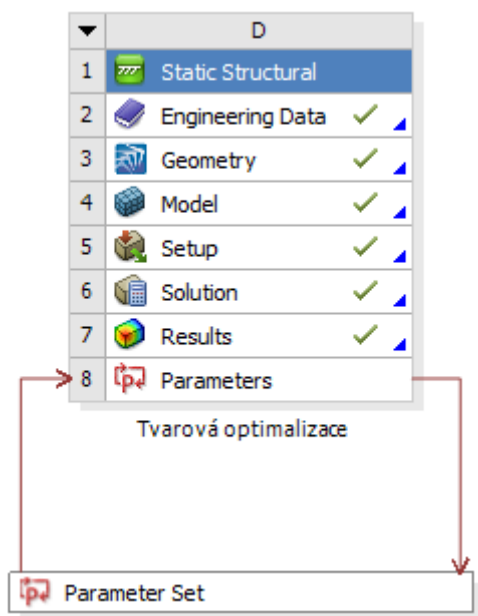 D
1 Static Structural
2 Engineering Data
3 Geometry
4 Model
5 Setup
6 Solution
7 Results
8 Parameters
Tvarová optimalizace
Parameter Set